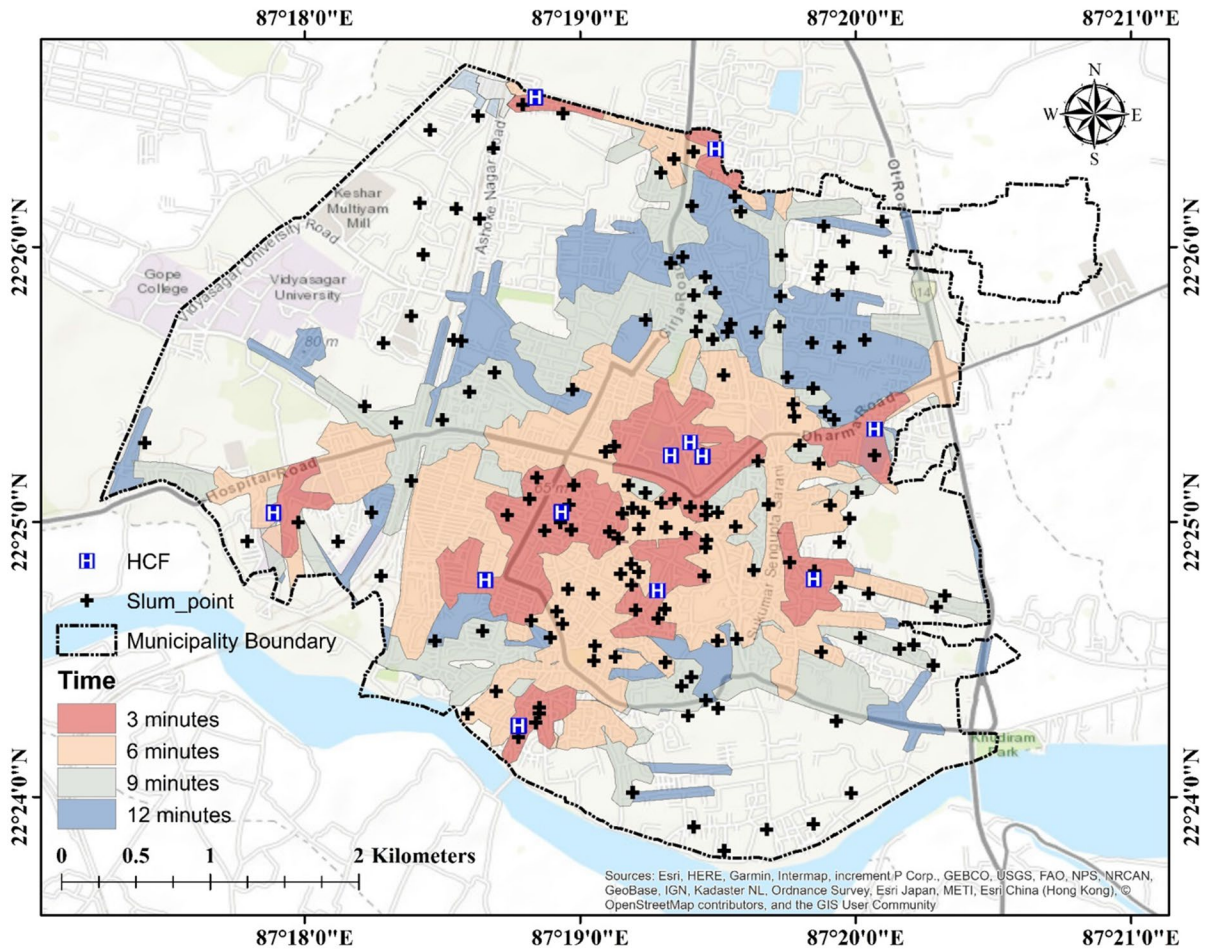 87°18'0"E 87°19'0"E 87°20'0"E 87°21'0"E
N
W E
S
22°26'0"N 22°26'0"N
22°25'0"N 22°25'0"N
22°24'0"N 22°24'0"N
Keshar
Multiyam
Mill
Ashoke Nagar Road
Vidyasagar University Road
Gope
College
Vidyasagar
University
80 m
Girja-Road
Ot-Road
14
Dharma-Road
Hospital-Road
65 m
Sukumar Sengupta Sarani
Khudiram
Park
H HCF
Slum_point
Municipality Boundary
Time
3 minutes
6 minutes
9 minutes
12 minutes
0 0.5 1 2 Kilometers
Sources: Esri, HERE, Garmin, Intermap, increment P Corp., GEBCO, USGS, FAO, NPS, NRCAN,
GeoBase, IGN, Kadaster NL, Ordnance Survey, Esri Japan, METI, Esri China (Hong Kong), ©
OpenStreetMap contributors, and the GIS User Community
87°18'0"E 87°19'0"E 87°20'0"E 87°21'0"E